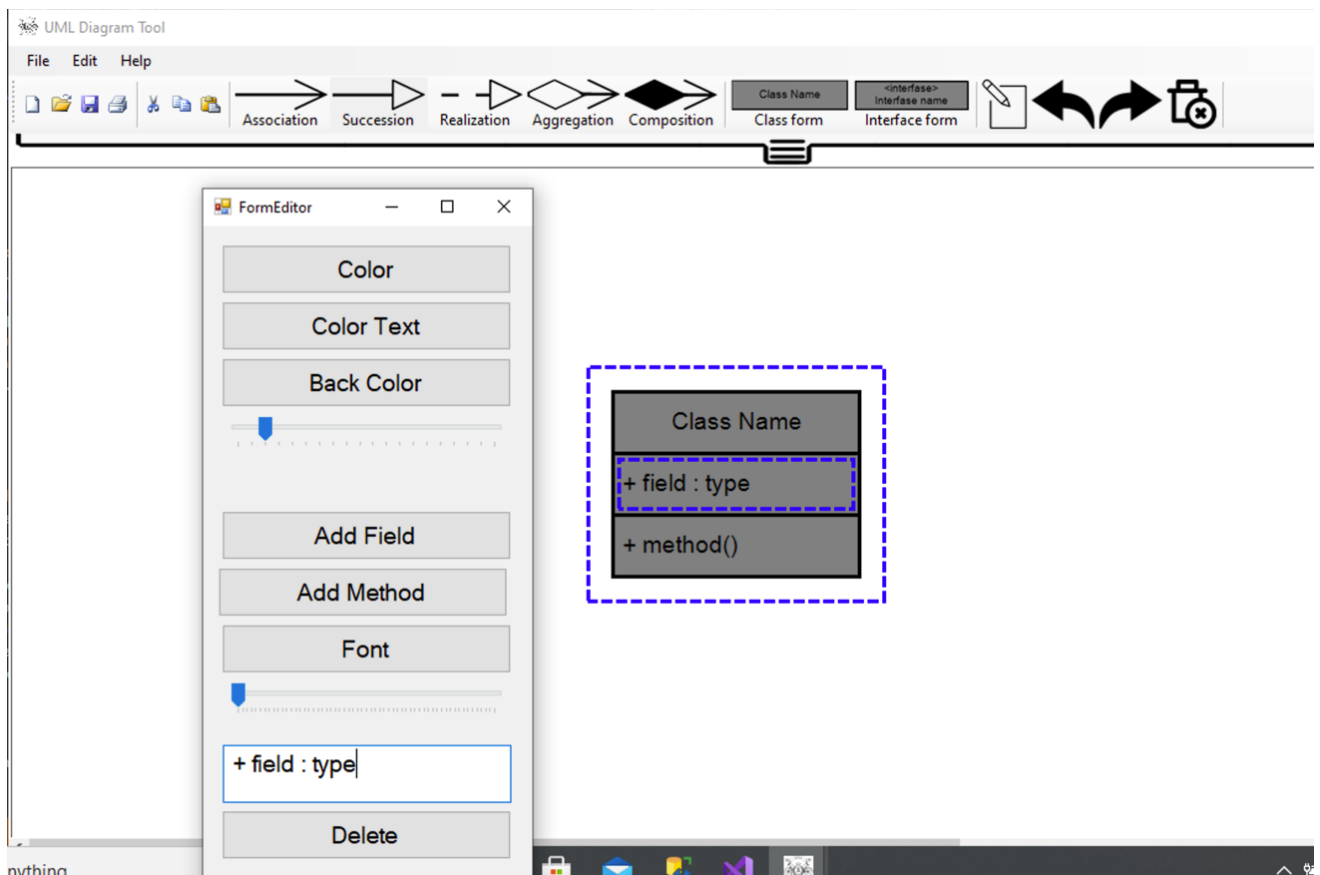 UML Diagram Tool
File Edit Help
Association Succession Realization Aggregation Composition Class Name Class form <interfase> Interfase name Interface form
FormEditor
Color
Color Text
Back Color
Add Field
Add Method
Font
+ field : type
Delete
Class Name
+ field : type
+ method()